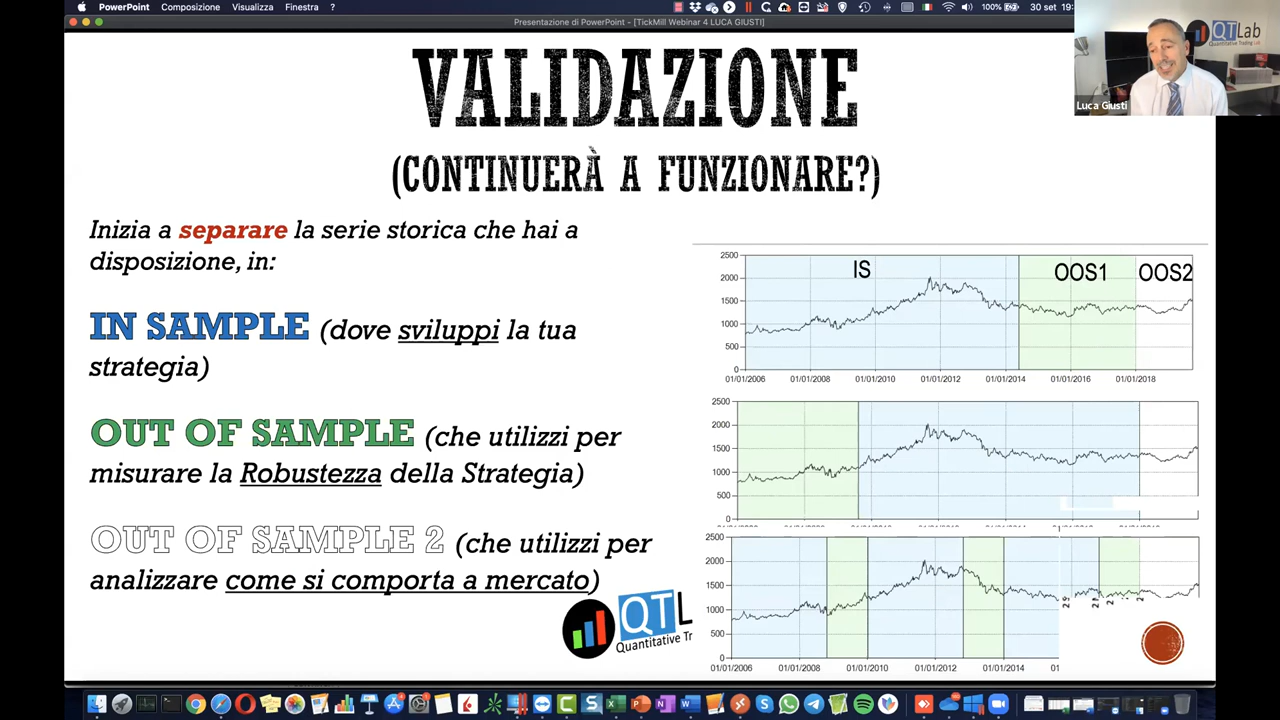 PowerPoint Composizione Visualizza Finestra ? 100% 30 set 19:
Presentazione di PowerPoint - [TickMill Webinar 4 LUCA GIUSTI]
QTLab
Quantitative Trading Lab
Luca Giusti
VALIDAZIONE
(CONTINUERÀ A FUNZIONARE?)
Inizia a separare la serie storica che hai a
disposizione, in:
IN SAMPLE (dove sviluppi la tua
strategia)
OUT OF SAMPLE (che utilizzi per
misurare la Robustezza della Strategia)
OUT OF SAMPLE 2 (che utilizzi per
analizzare come si comporta a mercato)
QTL
Quantitative Tr
IS OOS1 OOS2
2500
2000
1500
1000
500
0
01/01/2006 01/01/2008 01/01/2010 01/01/2012 01/01/2014 01/01/2016 01/01/2018
2500
2000
1500
1000
500
0
2500
2000
1500
1000
500
0
01/01/2006 01/01/2008 01/01/2010 01/01/2012 01/01/2014